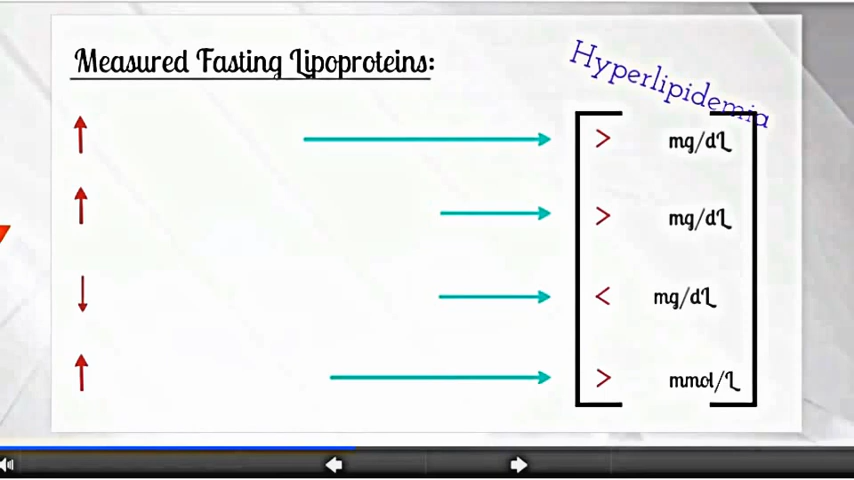 Measured Fasting Lipoproteins:
Hyperlipidemia
> mg/dL
> mg/dL
< mg/dL
> mmol/L